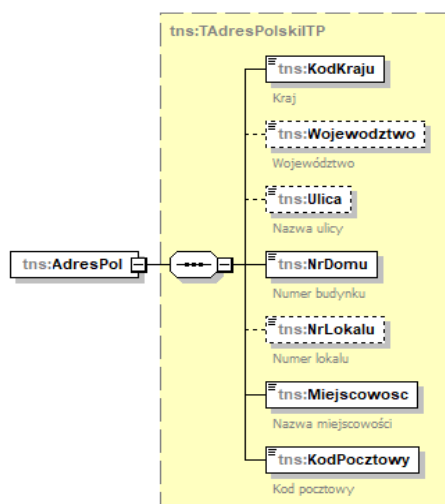 tns:TAdresPolskiITP
tns:KodKraju
Kraj
tns:Wojewodztwo
Województwo
tns:Ulica
Nazwa ulicy
tns:AdresPol
tns:NrDomu
Numer budynku
tns:NrLokalu
Numer lokalu
tns:Miejscowosc
Nazwa miejscowości
tns:KodPocztowy
Kod pocztowy